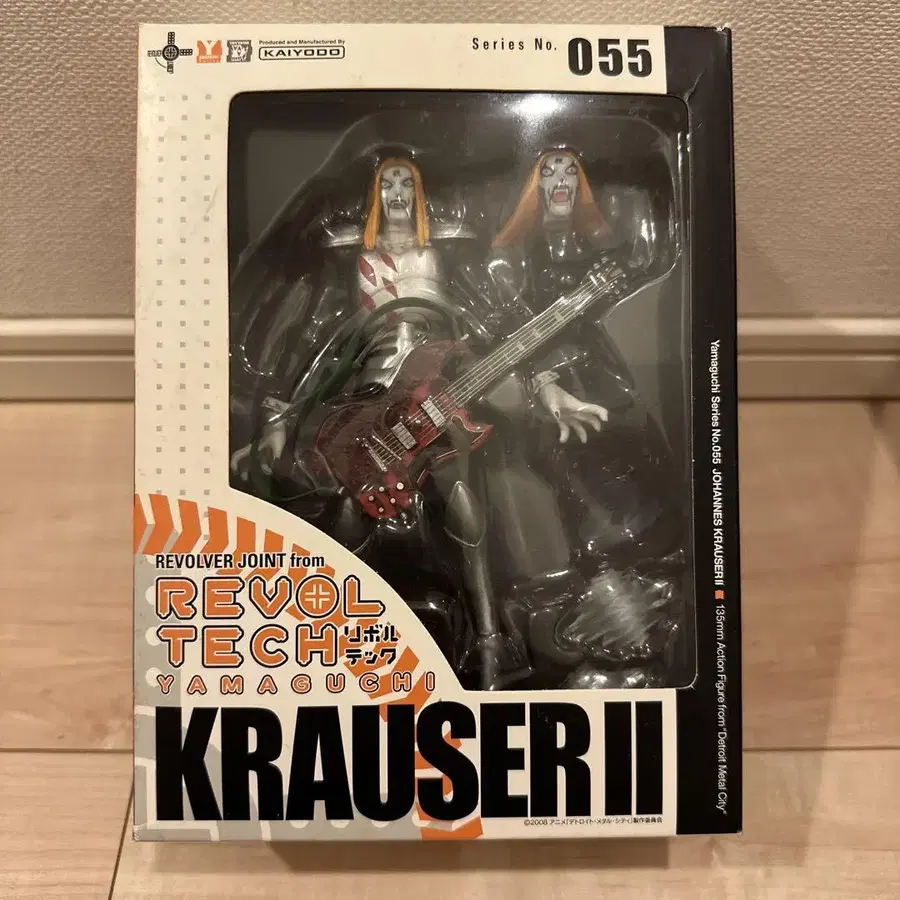 Produced and Manufactured By
KAIYODO
Series No. 055
REVOLVER JOINT from
REVOL
TECH リボル
テック
YAMAGUCHI
KRAUSER II
©2008 アニメ「デトロイト・メタル・シティ」製作委員会
Yamaguchi Series No.055 JOHANNES KRAUSER II 135mm Action Figure from "Detroit Metal City"